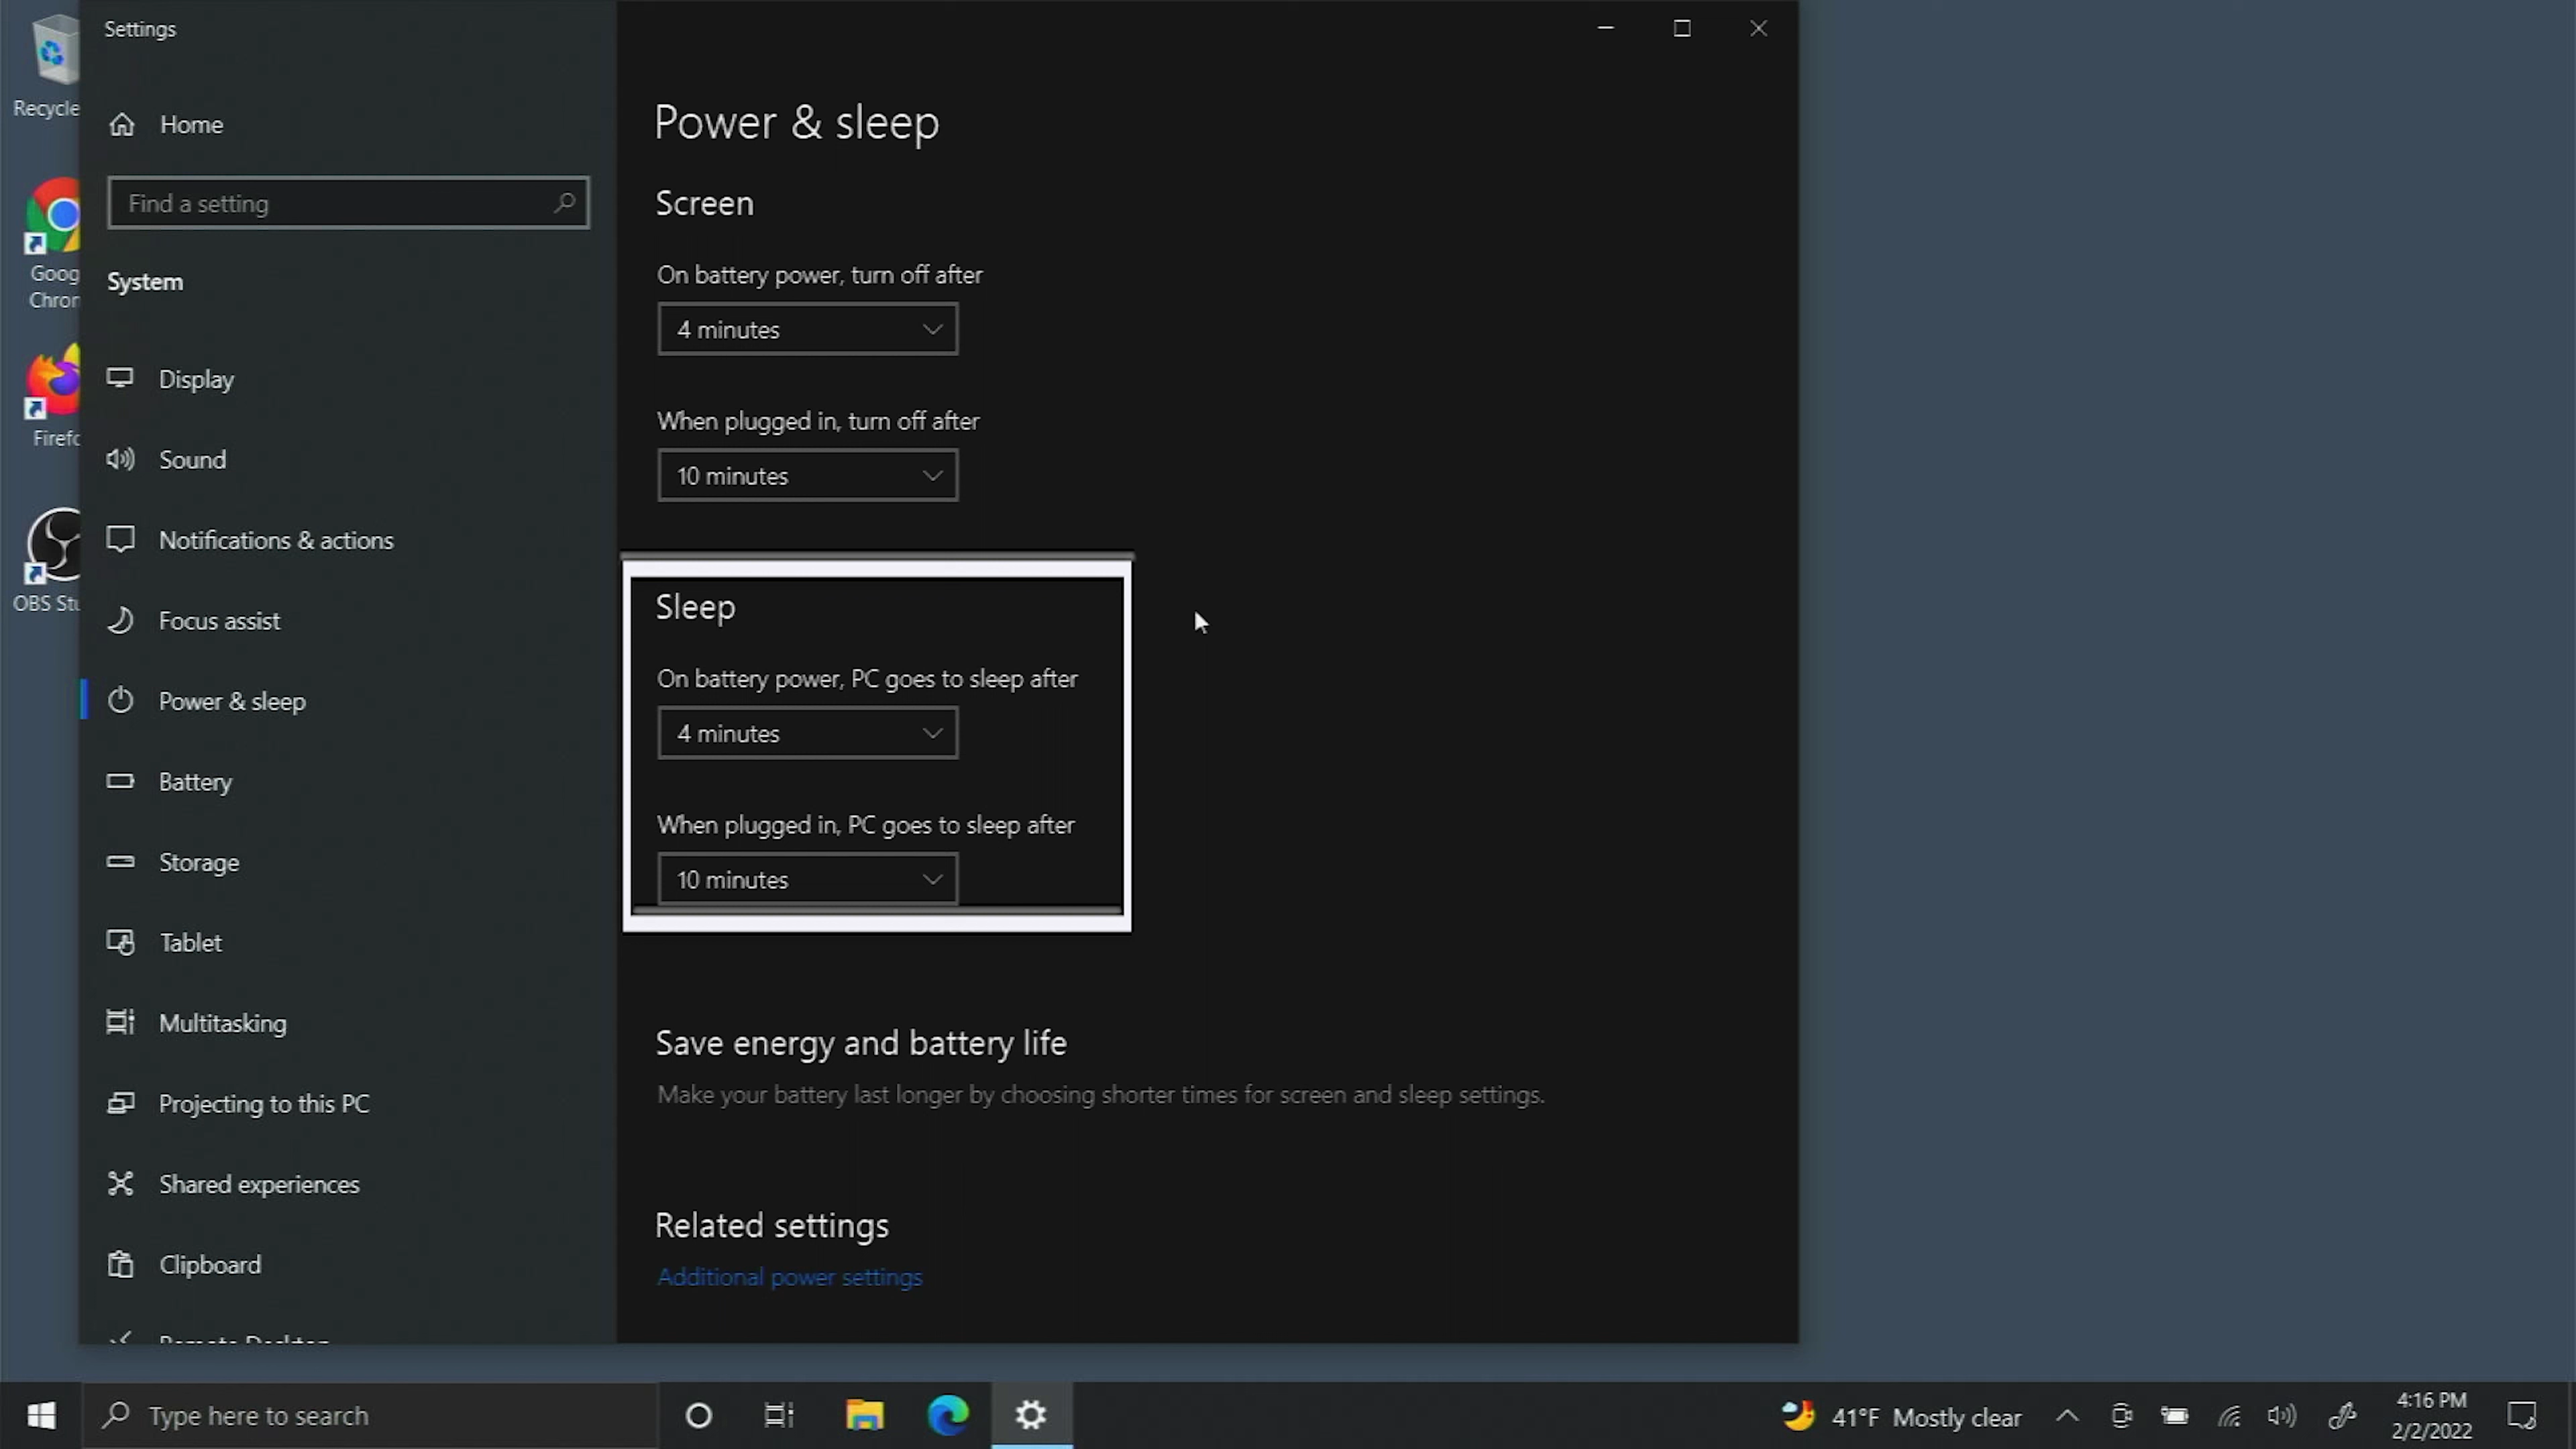 Settings
Home
Find a setting
System
Display
Sound
Notifications & actions
Focus assist
Power & sleep
Battery
Storage
Tablet
Multitasking
Projecting to this PC
Shared experiences
Clipboard
Remote Desktop
Power & sleep
Screen
On battery power, turn off after
4 minutes
When plugged in, turn off after
10 minutes
Sleep
On battery power, PC goes to sleep after
4 minutes
When plugged in, PC goes to sleep after
10 minutes
Save energy and battery life
Make your battery last longer by choosing shorter times for screen and sleep settings.
Related settings
Additional power settings
Recycle
Goog
Chror
Firefo
OBS Stu
Type here to search
41°F Mostly clear
4:16 PM
2/2/2022